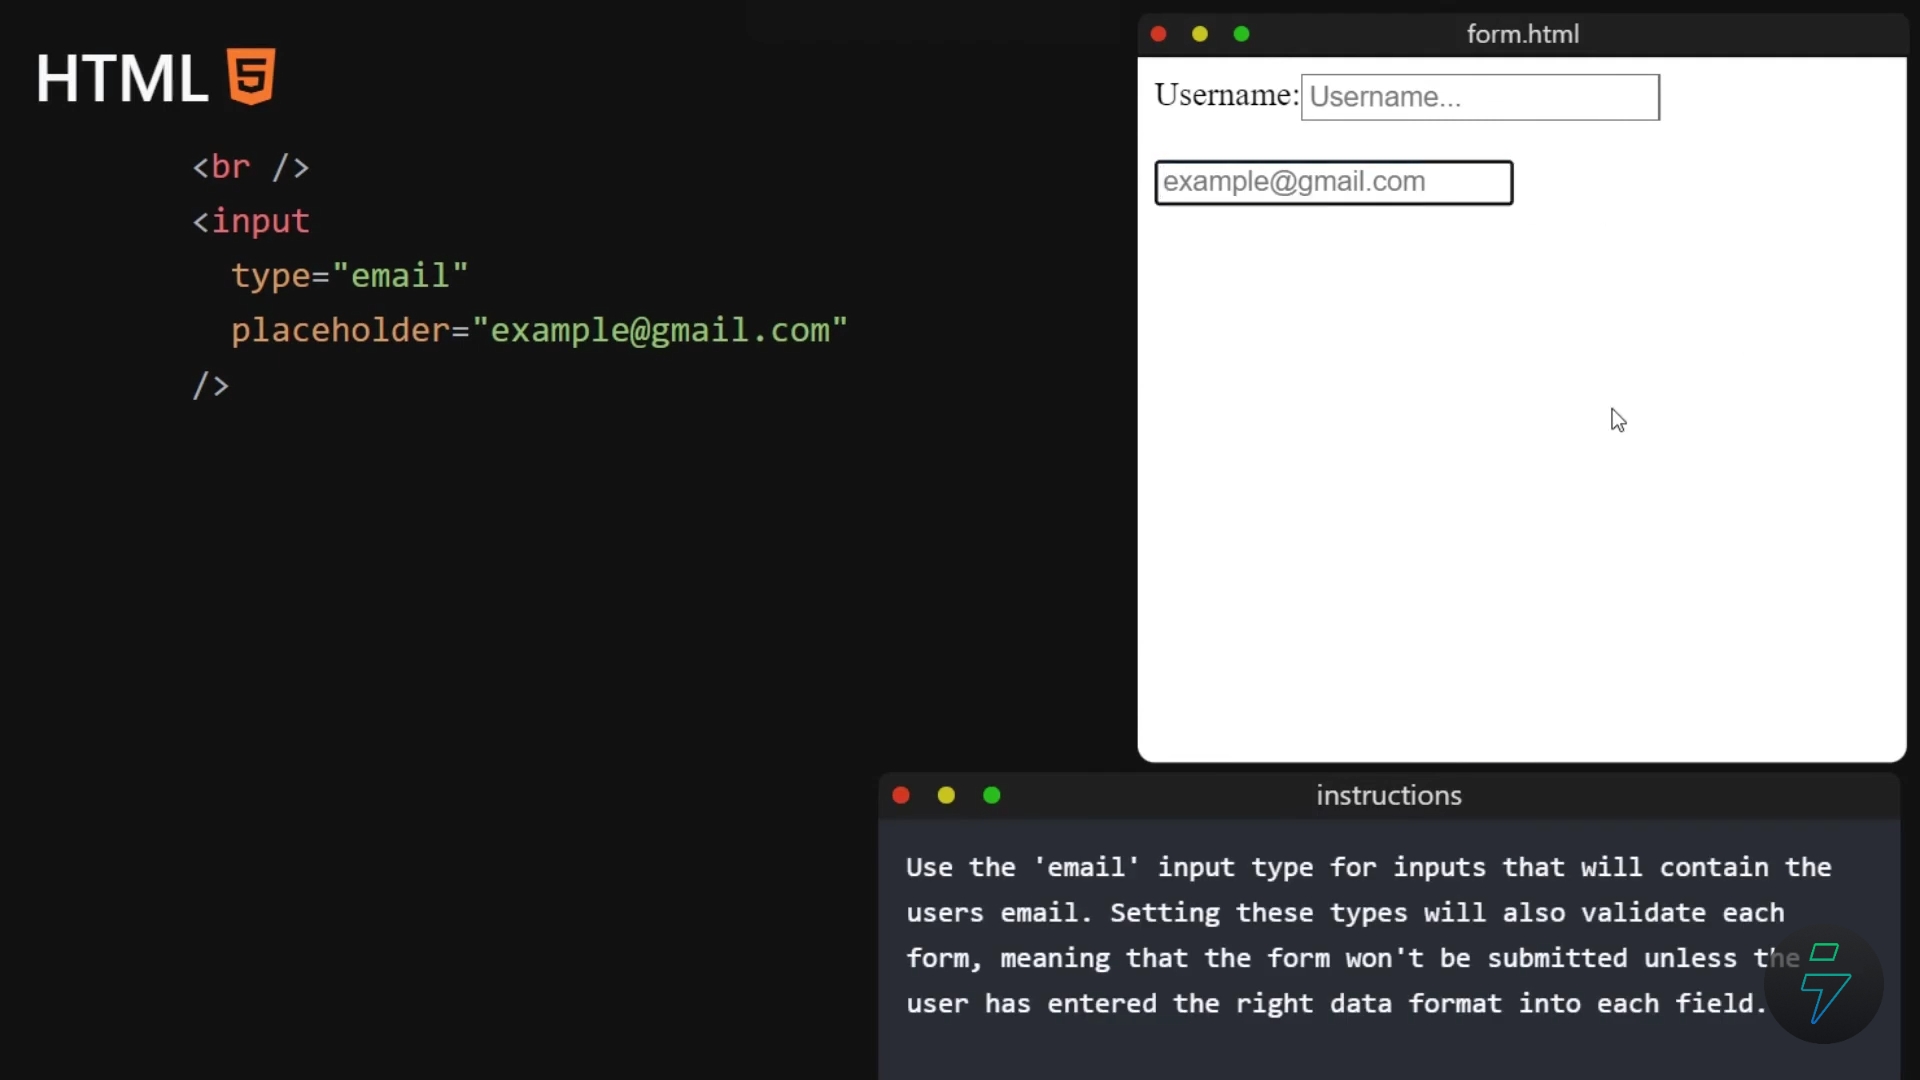 HTML 5
<br />
<input
type="email"
placeholder="example@gmail.com"
/>
form.html
Username: Username...
example@gmail.com
instructions
Use the 'email' input type for inputs that will contain the
users email. Setting these types will also validate each
form, meaning that the form won't be submitted unless the
user has entered the right data format into each field.